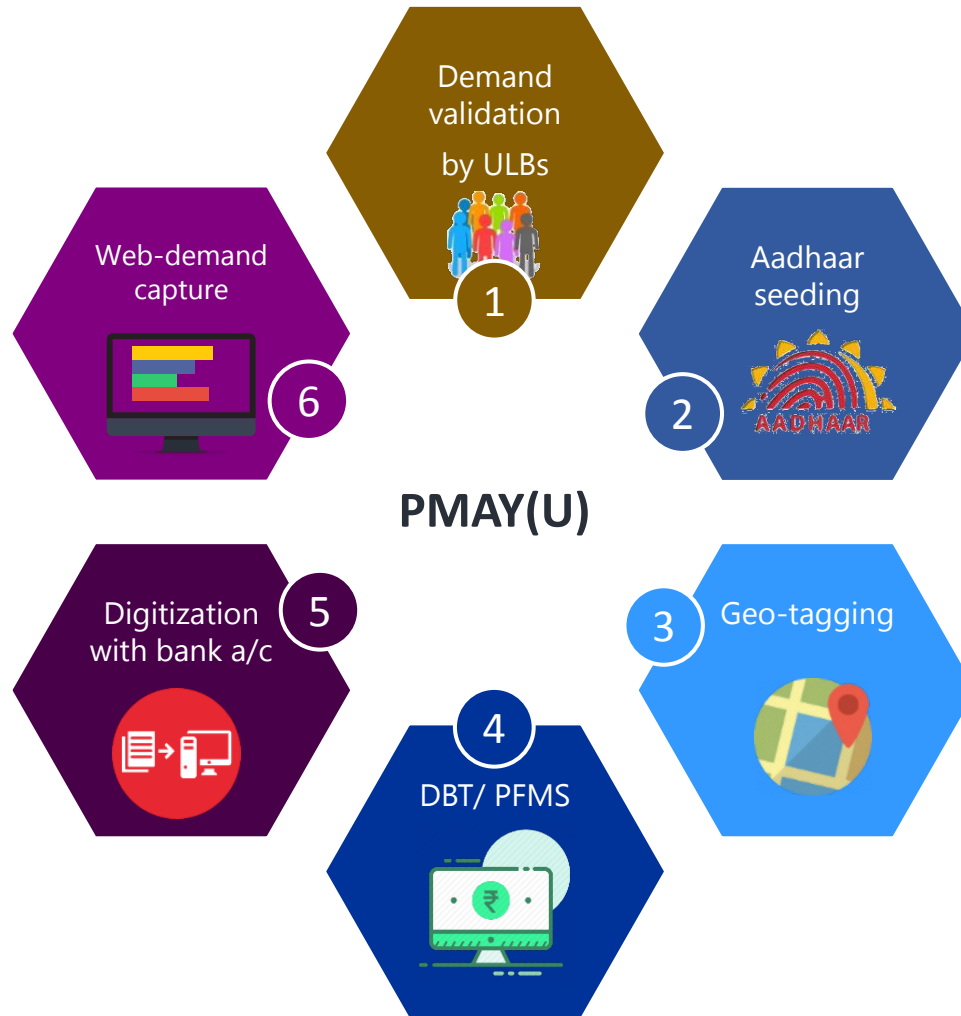 Demand
validation
by ULBs
1
Aadhaar
seeding
AADHAAR
2
Geo-tagging
3
4
DBT/ PFMS
₹
Digitization
with bank a/c
5
Web-demand
capture
6
PMAY(U)